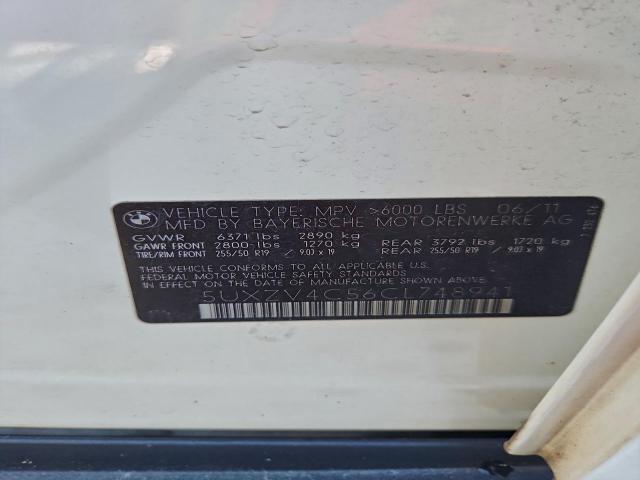 VEHICLE TYPE: MPV >6000 LBS 06/11
MFD BY BAYERISCHE MOTORENWERKE AG
GVWR 6371 lbs 2890 kg
GAWR FRONT 2800 lbs 1270 kg REAR 3792 lbs 1720 kg
TIRE/RIM FRONT 255/50 R19 // 9.0J x 19 REAR 255/50 R19 // 9.0J x 19
THIS VEHICLE CONFORMS TO ALL APPLICABLE U.S.
FEDERAL MOTOR VEHICLE SAFETY STANDARDS
IN EFFECT ON THE DATE OF MANUFACTURE SHOWN ABOVE.
5UXZV4C56CL748941